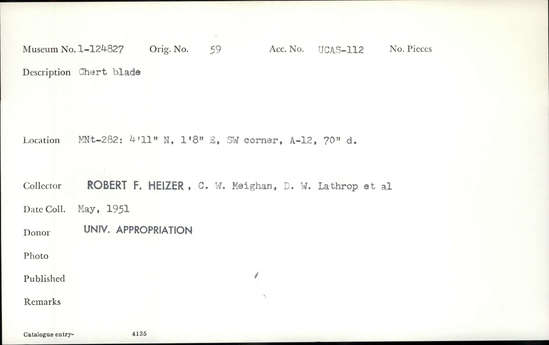 Museum No. 1-124827 Orig. No. 59 Acc. No. UCAS-112 No. Pieces
Description Chert blade
Location MNt-282: 4'11" N, 1'8" E, SW corner, A-12, 70" d.
Collector ROBERT F. HEIZER, C. W. Meighan, D. W. Lathrop et al
Date Coll. May, 1951
Donor UNIV. APPROPRIATION
Photo
Published
Remarks
Catalogue entry- 4135